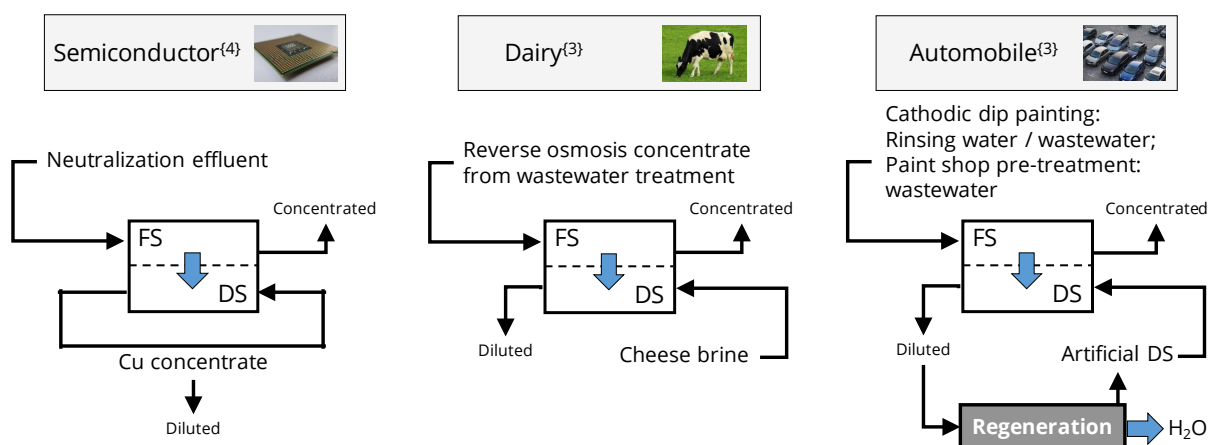 Semiconductor{4}
Neutralization effluent
Concentrated
FS
DS
Cu concentrate
Diluted
Dairy{3}
Reverse osmosis concentrate
from wastewater treatment
Concentrated
FS
DS
Diluted
Cheese brine
Automobile{3}
Cathodic dip painting:
Rinsing water / wastewater;
Paint shop pre-treatment:
wastewater
Concentrated
FS
DS
Diluted
Artificial DS
Regeneration
H₂O